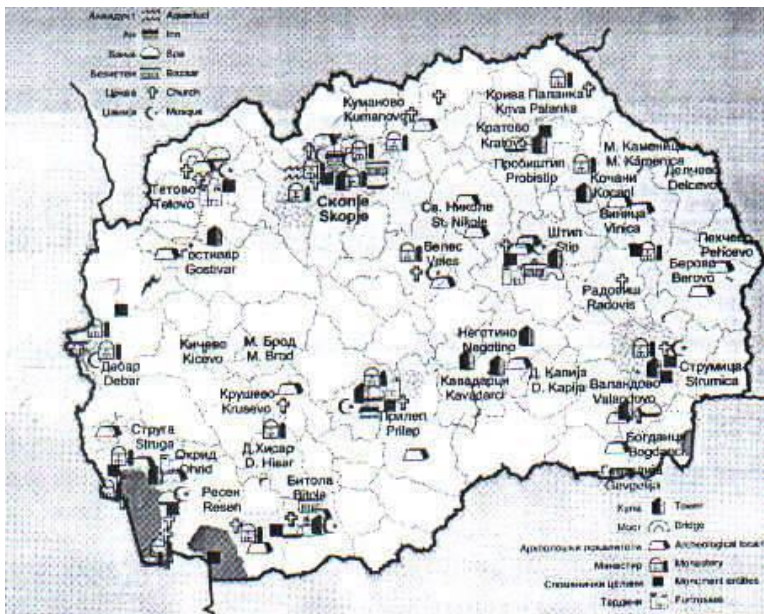 Аквадукт Aquaduct
Ан Inn
Бања Spa
Безистен Bazaar
Црква Church
Џамија Mosque
Куманово
Kumanovo
Крива Паланка
Kriva Palanka
Кратово
Kratovo
Пробиштип
Probistip
М. Каменица
M. Kamenica
Делчево
Delcevo
Кочани
Kocani
Виница
Vinica
Тетово
Tetovo
Скопје
Skopje
Св. Николе
St. Nikole
Штип
Stip
Пехчево
Pehcevo
Берово
Berovo
Гостивар
Gostivar
Велес
Veles
Радовиш
Radovis
Дебар
Debar
Кичево
Kicevo
М. Брод
M. Brod
Неготино
Negotino
Кавадарци
Kavadarci
Д. Капија
D. Kapija
Струмица
Strumica
Валандово
Valandovo
Крушево
Krusevo
Прилеп
Prilep
Струга
Struga
Охрид
Ohrid
Д.Хисар
D. Hisar
Богданци
Bogdanci
Gevgelija
Ресен
Resen
Битола
Bitola
Кула Tower
Мост Bridge
Археолошки локалитети Archeological
Манастир Monastery
Споменички целини Monument entities
Fortresses